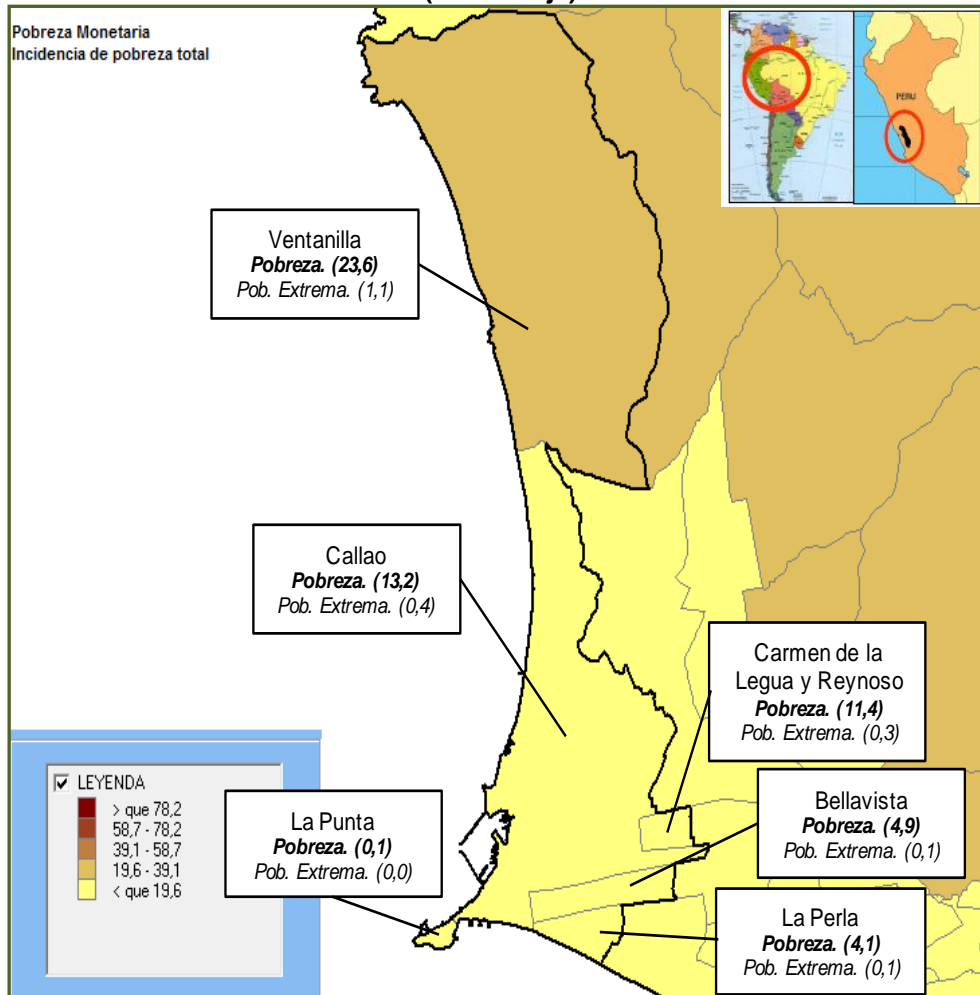 Pobreza Monetaria
Incidencia de pobreza total
PERU
Ventanilla
Pobreza. (23,6)
Pob. Extrema. (1,1)
Callao
Pobreza. (13,2)
Pob. Extrema. (0,4)
Carmen de la
Legua y Reynoso
Pobreza. (11,4)
Pob. Extrema. (0,3)
Bellavista
Pobreza. (4,9)
Pob. Extrema. (0,1)
La Punta
Pobreza. (0,1)
Pob. Extrema. (0,0)
La Perla
Pobreza. (4,1)
Pob. Extrema. (0,1)
LEYENDA
> que 78,2
58,7 - 78,2
39,1 - 58,7
19,6 - 39,1
< que 19,6